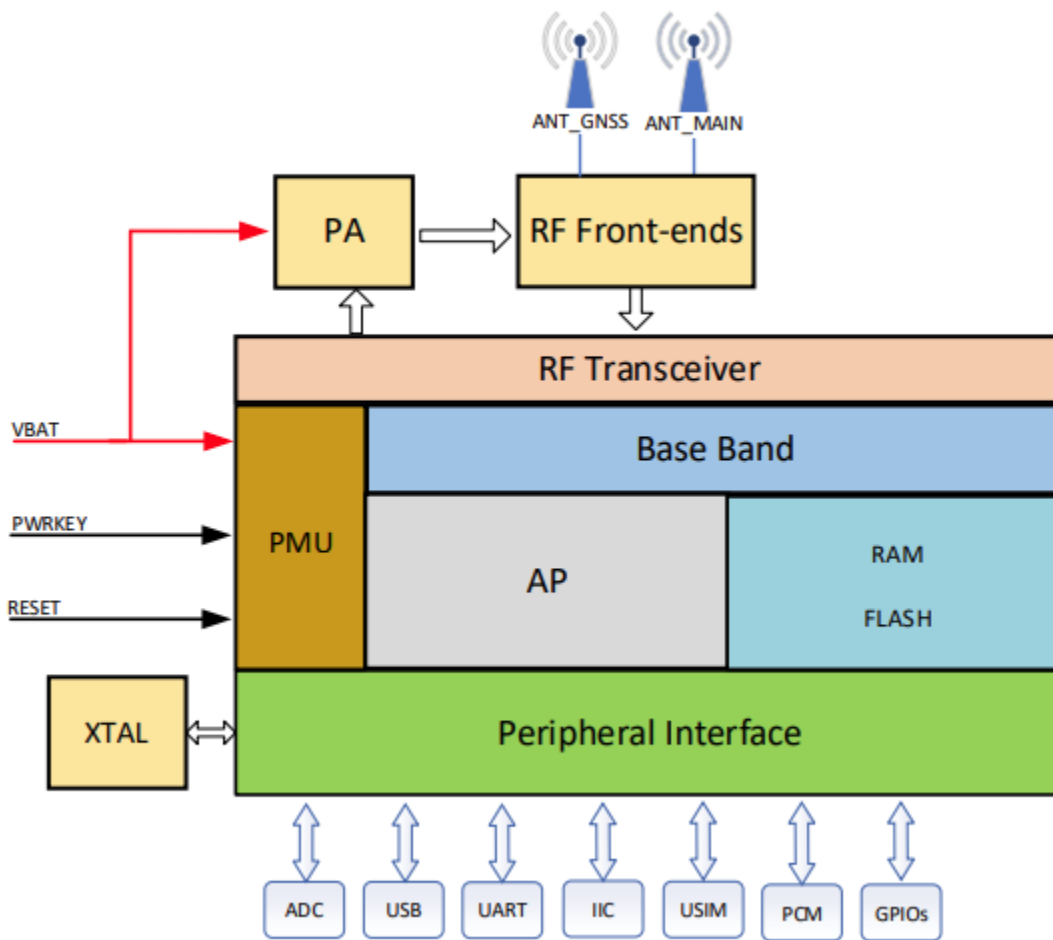 ANT_GNSS ANT_MAIN
PA
RF Front-ends
RF Transceiver
VBAT
Base Band
PWRKEY
PMU
AP
RAM
RESET
FLASH
XTAL
Peripheral Interface
ADC USB UART IIC USIM PCM GPIOs